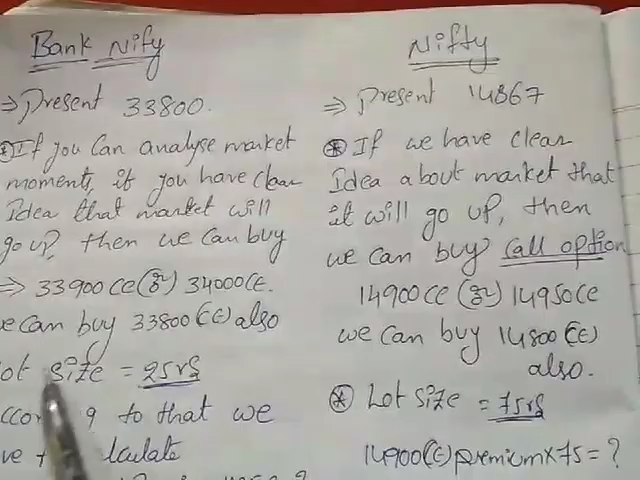 Bank Nify
⇒ Present 33800.
⊛ If you Can analyse market
moments, if you have clear
Idea that market will
go up, then we can buy
⇒ 33900 CE (or) 34000 CE.
we can buy 33800 (CE) also
Lot size = 25rs
to that we
Nifty
⇒ Present 14867
⊛ If we have clear
Idea about market that
it will go up, then
we can buy call option
14900 CE (or) 14950 CE
we can buy 14800 (CE)
also.
⊛ Lot size = 75rs
14900 (CE) premium x 75 = ?